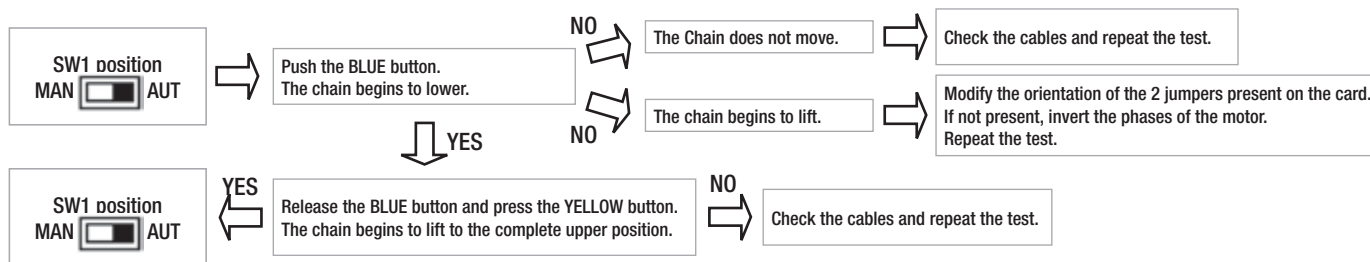 SW1 position
MAN AUT
Push the BLUE button.
The chain begins to lower.
NO
The Chain does not move.
Check the cables and repeat the test.
NO
The chain begins to lift.
Modify the orientation of the 2 jumpers present on the card.
If not present, invert the phases of the motor.
Repeat the test.
YES
Release the BLUE button and press the YELLOW button.
The chain begins to lift to the complete upper position.
YES
SW1 position
MAN AUT
NO
Check the cables and repeat the test.